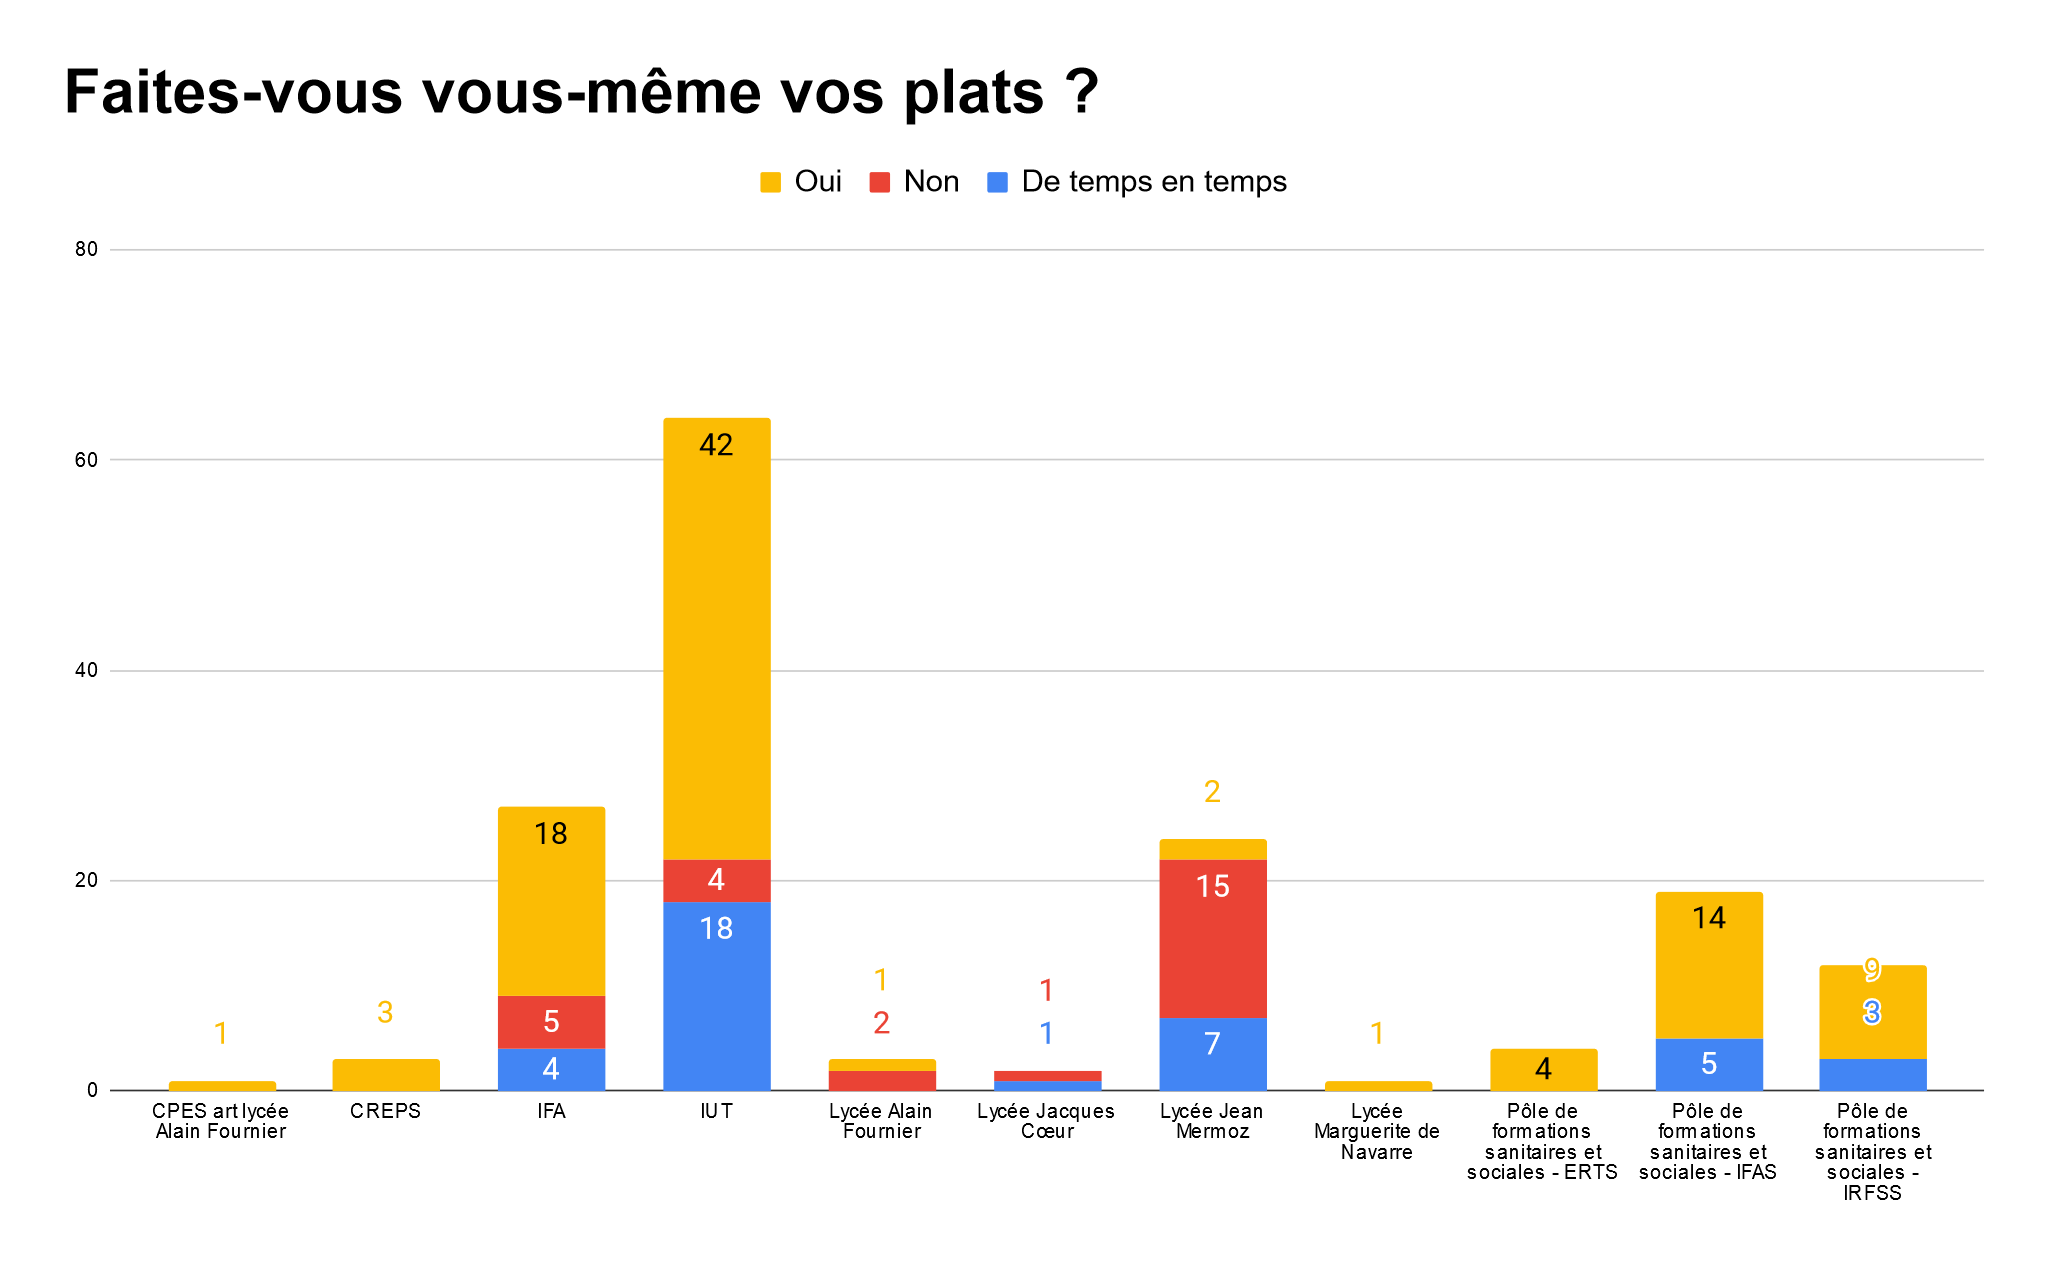 Faites-vous vous-même vos plats ?
Oui Non De temps en temps
80
60
40
20
0
1
3
18
5
4
42
4
18
1
2
1
1
2
15
7
1
4
14
5
9
3
CPES art lycée
Alain Fournier
CREPS
IFA
IUT
Lycée Alain
Fournier
Lycée Jacques
Cœur
Lycée Jean
Mermoz
Lycée
Marguerite de
Navarre
Pôle de
formations
sanitaires et
sociales - ERTS
Pôle de
formations
sanitaires et
sociales - IFAS
Pôle de
formations
sanitaires et
sociales -
IRFSS